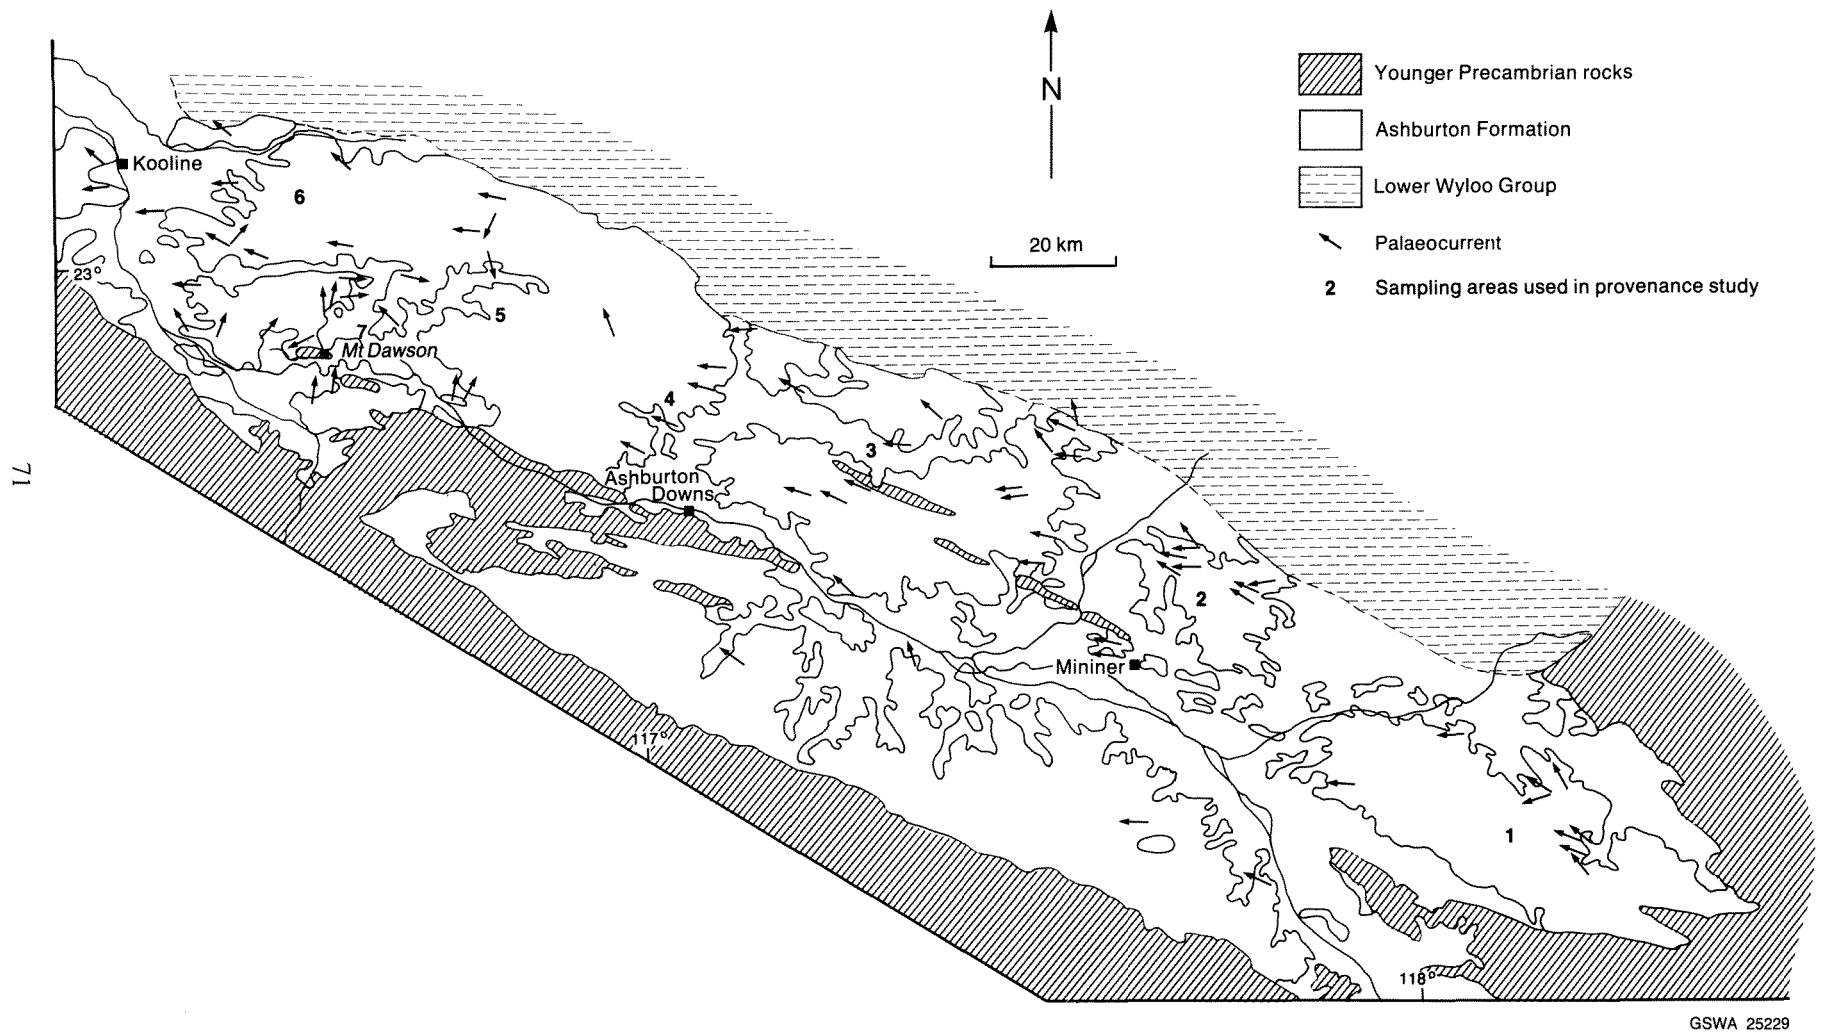 N
Younger Precambrian rocks
Ashburton Formation
Lower Wyloo Group
Palaeocurrent
2 Sampling areas used in provenance study
20 km
Kooline
6
23°
5
7
Mt Dawson
4
3
Ashburton
Downs
2
Mininer
117°
1
118°
71
GSWA 25229